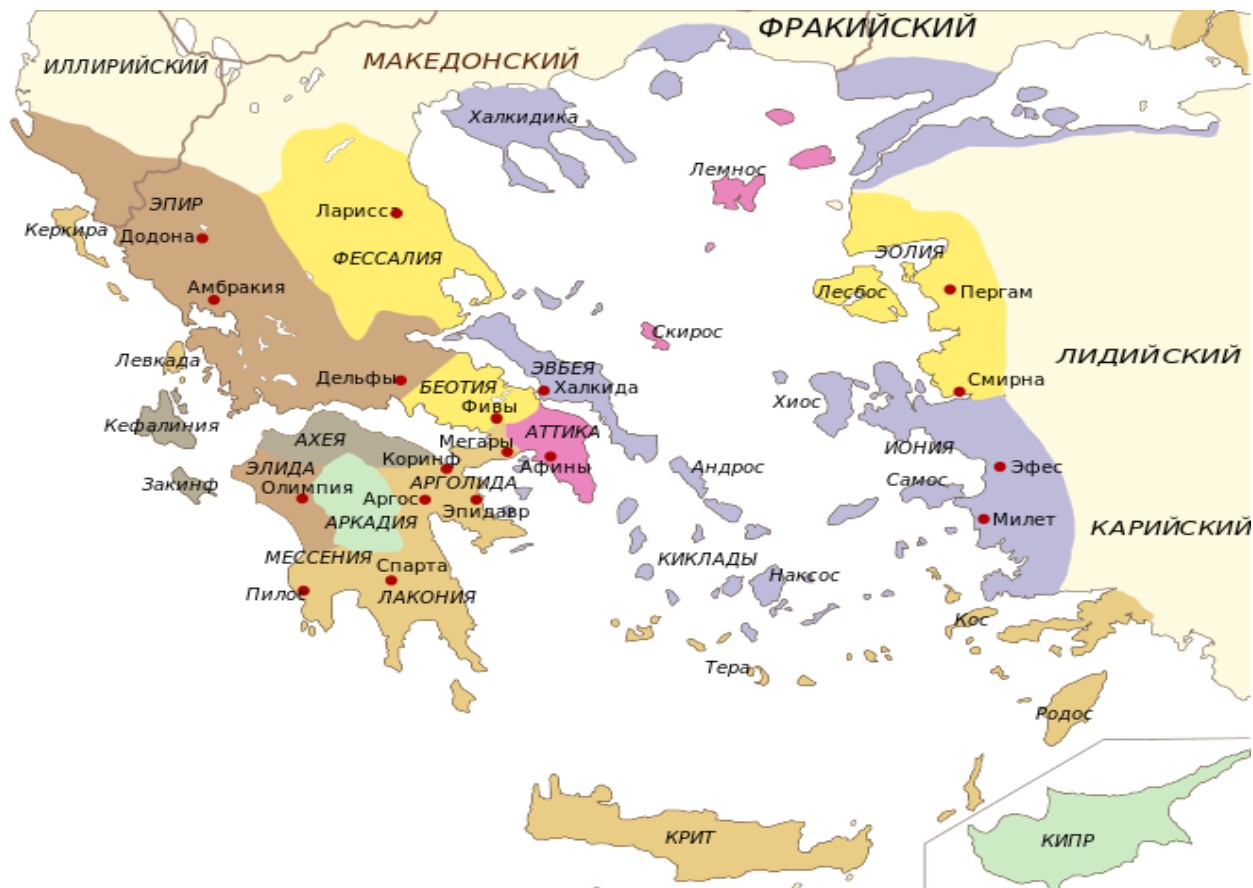 ФРАКИЙСКИЙ
ИЛЛИРИЙСКИЙ
МАКЕДОНСКИЙ
Халкидика
Лемнос
ЭПИР
Ларисса
Керкира
Додона
ФЕССАЛИЯ
ЭОЛИЯ
Амбракия
Лесбос
Пергам
Скирос
Левкада
ЛИДИЙСКИЙ
ЭВБЕЯ
Дельфы
БЕОТИЯ
Халкида
Смирна
Хиос
Фивы
Кефалиния
АХЕЯ
Мегары
АТТИКА
ИОНИЯ
Коринф
Афины
Андрос
Эфес
ЭЛИДА
Закинф
Олимпия
АРГОЛИДА
Самос
Аргос
Эпидавр
АРКАДИЯ
Милет
КАРИЙСКИЙ
МЕССЕНИЯ
КИКЛАДЫ
Спарта
Наксос
Пилос
ЛАКОНИЯ
Кос
Тера
Родос
КРИТ
КИПР